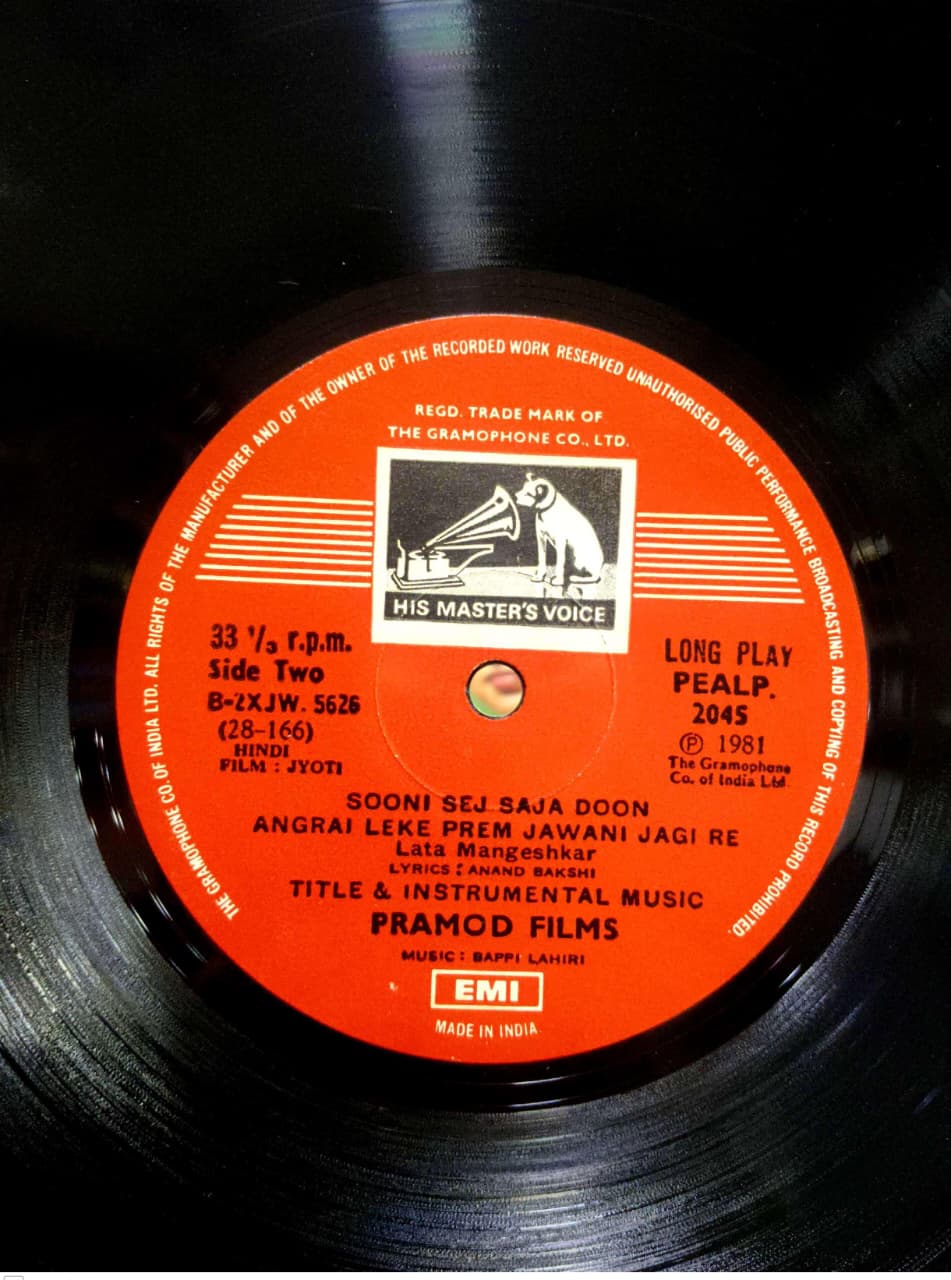 THE GRAMOPHONE CO. OF INDIA LTD. ALL RIGHTS OF THE MANUFACTURER AND OF THE OWNER OF THE RECORDED WORK RESERVED UNAUTHORISED PUBLIC PERFORMANCE BROADCASTING AND COPYING OF THIS RECORD PROHIBITED.
REGD. TRADE MARK OF
THE GRAMOPHONE CO., LTD.
HIS MASTER'S VOICE
33 1/3 r.p.m.
Side Two
B-2XJW. 5626
(28-166)
HINDI
FILM : JYOTI
LONG PLAY
PEALP.
2045
℗ 1981
The Gramophone
Co. of India Ltd.
SOONI SEJ SAJA DOON
ANGRAI LEKE PREM JAWANI JAGI RE
Lata Mangeshkar
LYRICS : ANAND BAKSHI
TITLE & INSTRUMENTAL MUSIC
PRAMOD FILMS
MUSIC : BAPPI LAHIRI
EMI
MADE IN INDIA